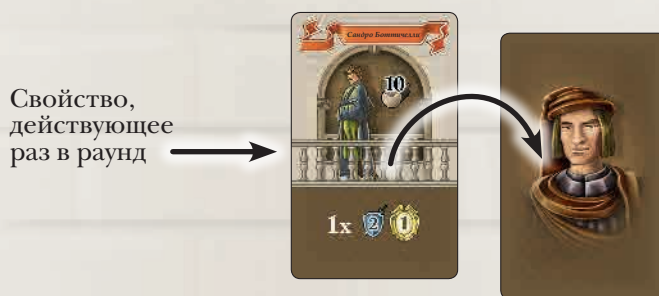 Свойство,
действующее
раз в раунд
Сандро Боттичелли
10
1x 2 1